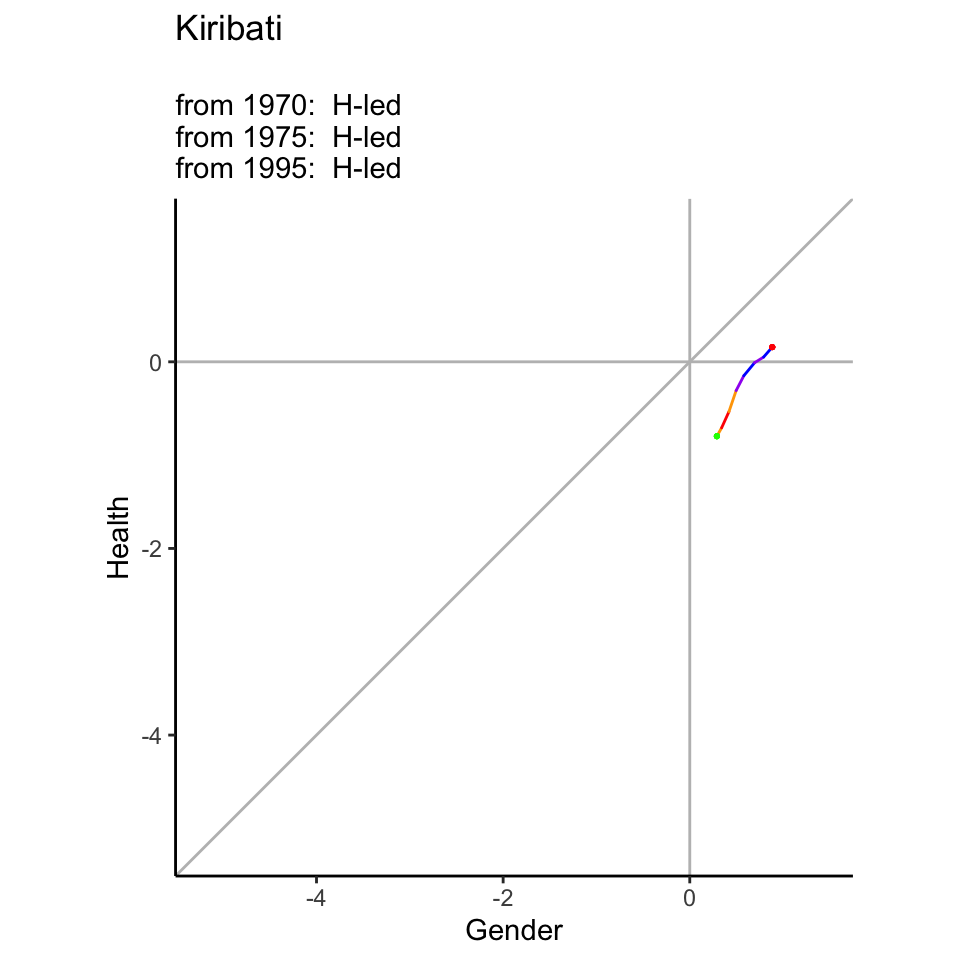 Kiribati
from 1970:  H-led
from 1975:  H-led
from 1995:  H-led
0
-2
-4
Health
-4
-2
0
Gender